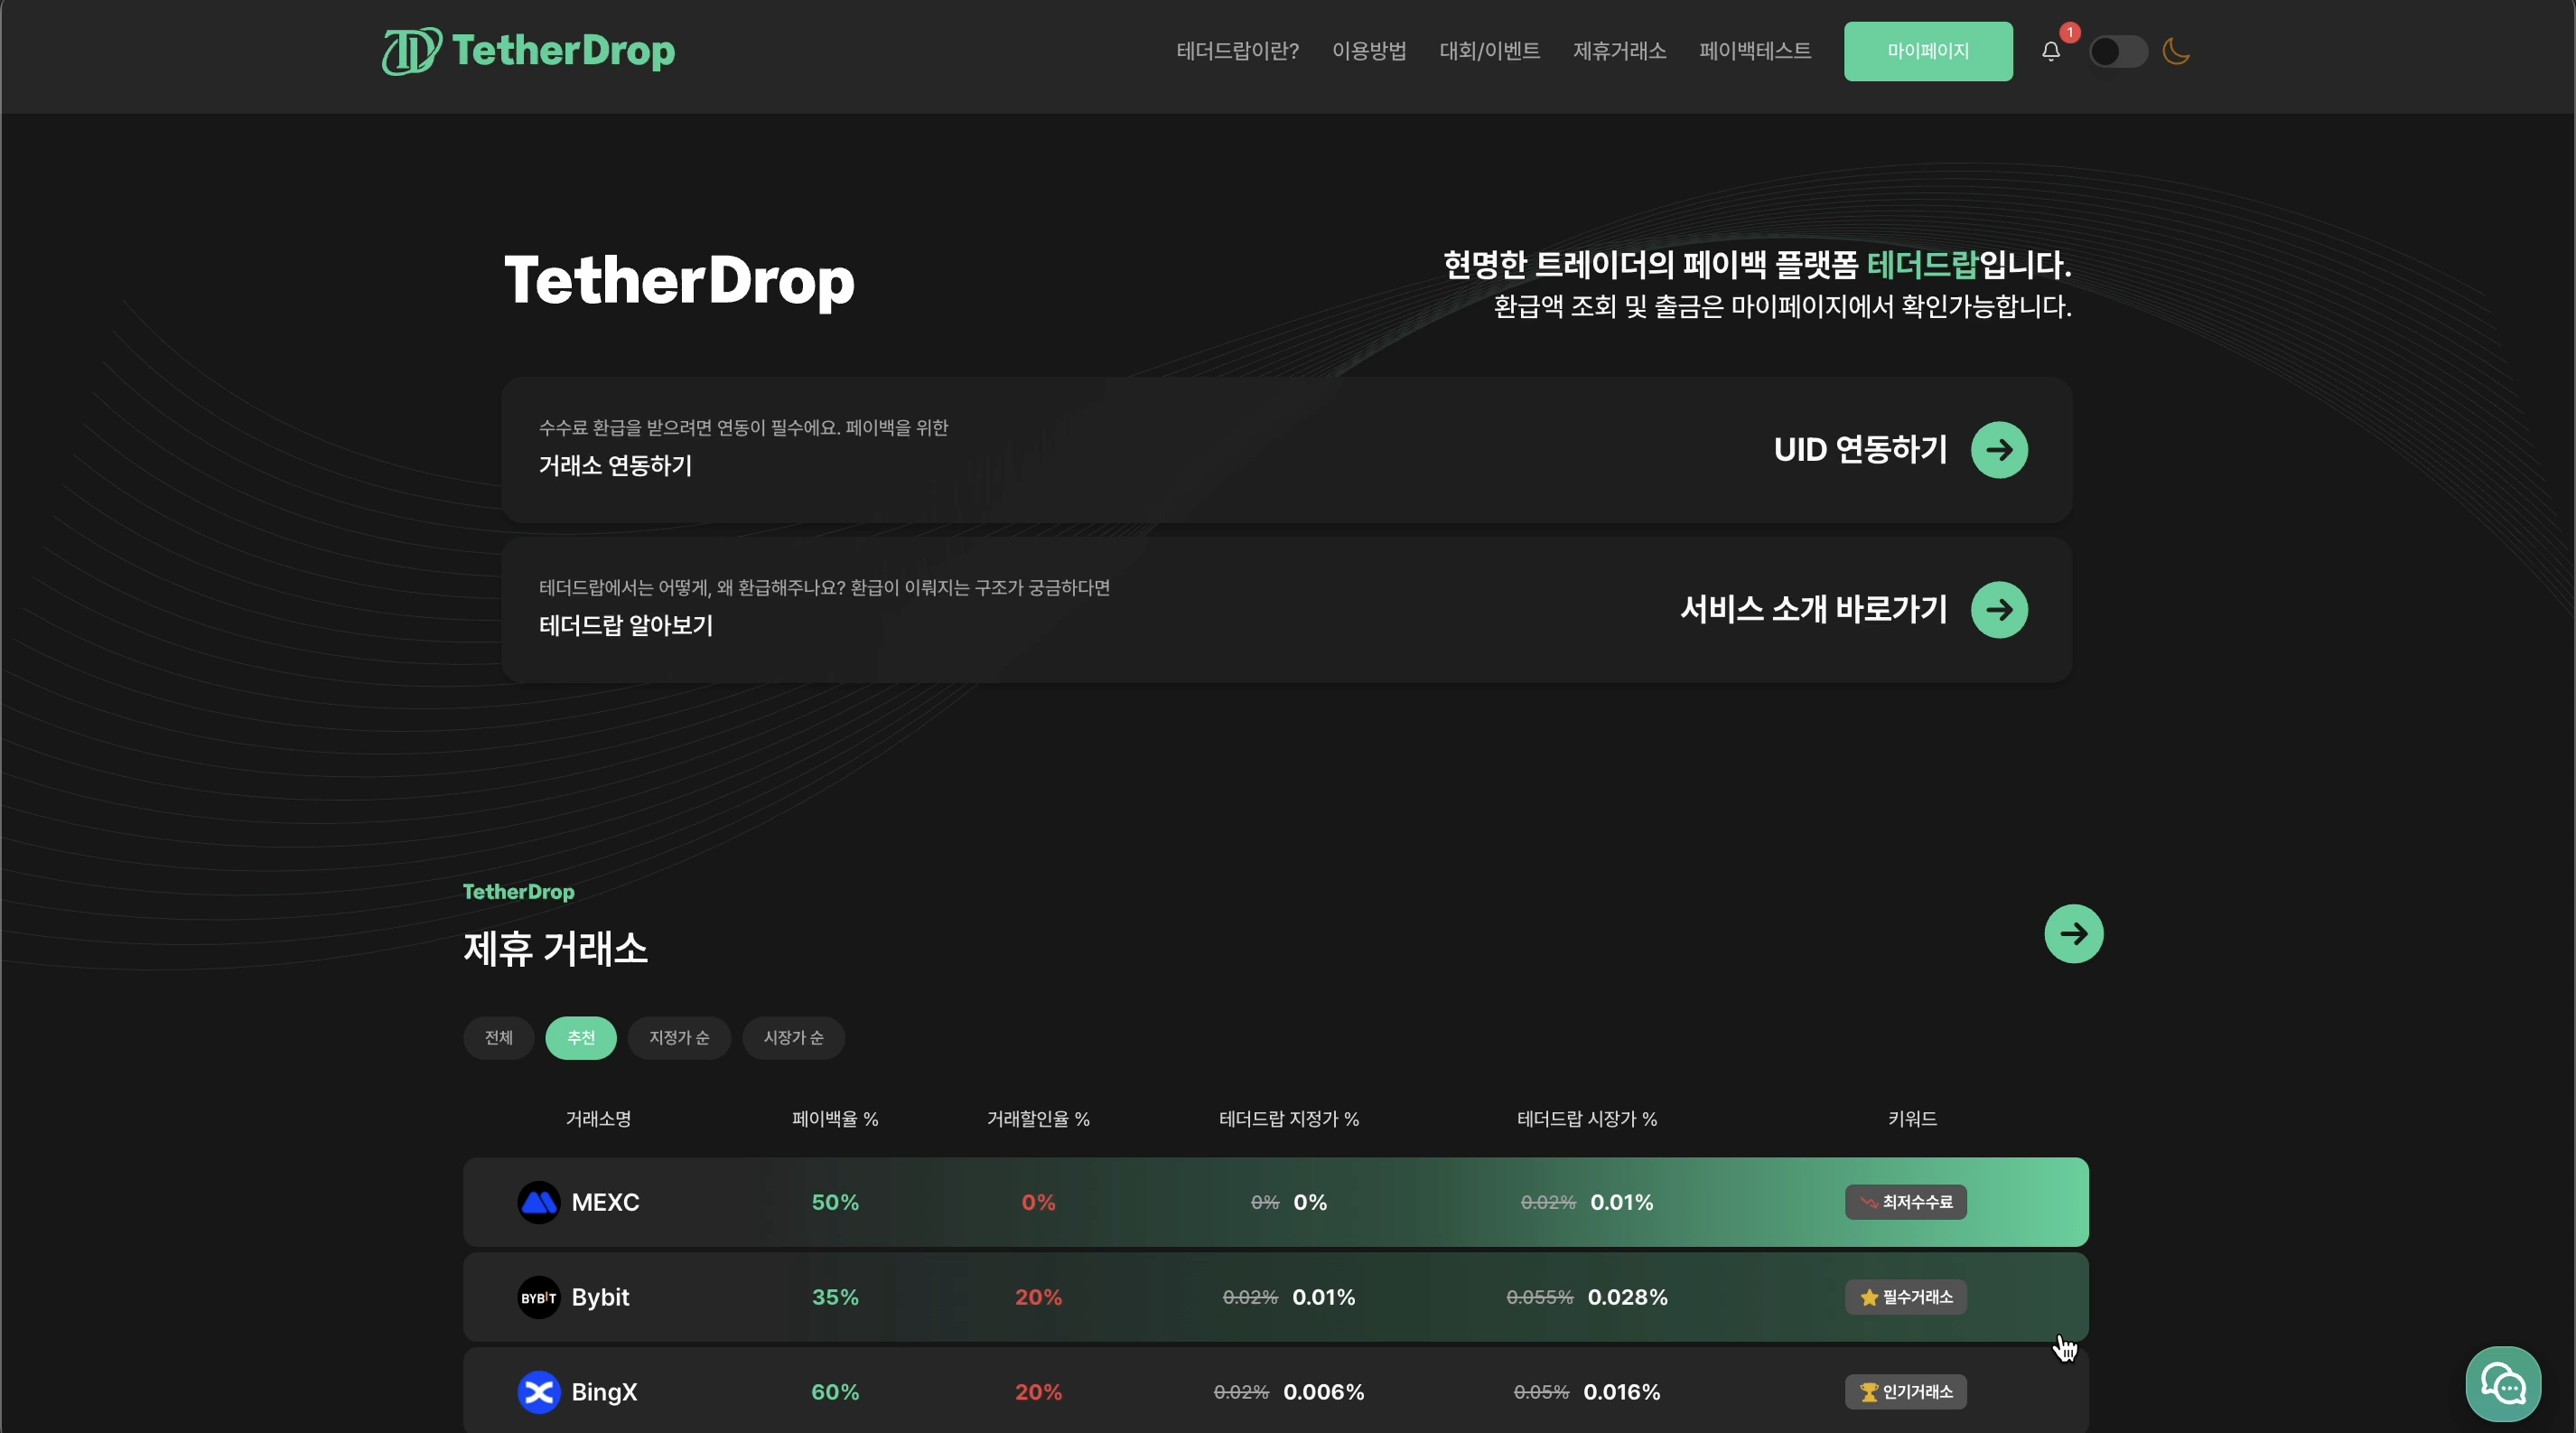 TetherDrop
테더드랍이란? 이용방법 대회/이벤트 제휴거래소 페이백테스트 마이페이지 1
TetherDrop
현명한 트레이더의 페이백 플랫폼 테더드랍입니다.
환급액 조회 및 출금은 마이페이지에서 확인가능합니다.
수수료 환급을 받으려면 연동이 필수에요. 페이백을 위한
거래소 연동하기
UID 연동하기
테더드랍에서는 어떻게, 왜 환급해주나요? 환급이 이뤄지는 구조가 궁금하다면
테더드랍 알아보기
서비스 소개 바로가기
TetherDrop
제휴 거래소
전체 추천 지정가 순 시장가 순
거래소명 페이백율 % 거래할인율 % 테더드랍 지정가 % 테더드랍 시장가 % 키워드
MEXC 50% 0% 0% 0% 0.02% 0.01% 최저수수료
BYBIT Bybit 35% 20% 0.02% 0.01% 0.055% 0.028% 필수거래소
BingX 60% 20% 0.02% 0.006% 0.05% 0.016% 인기거래소